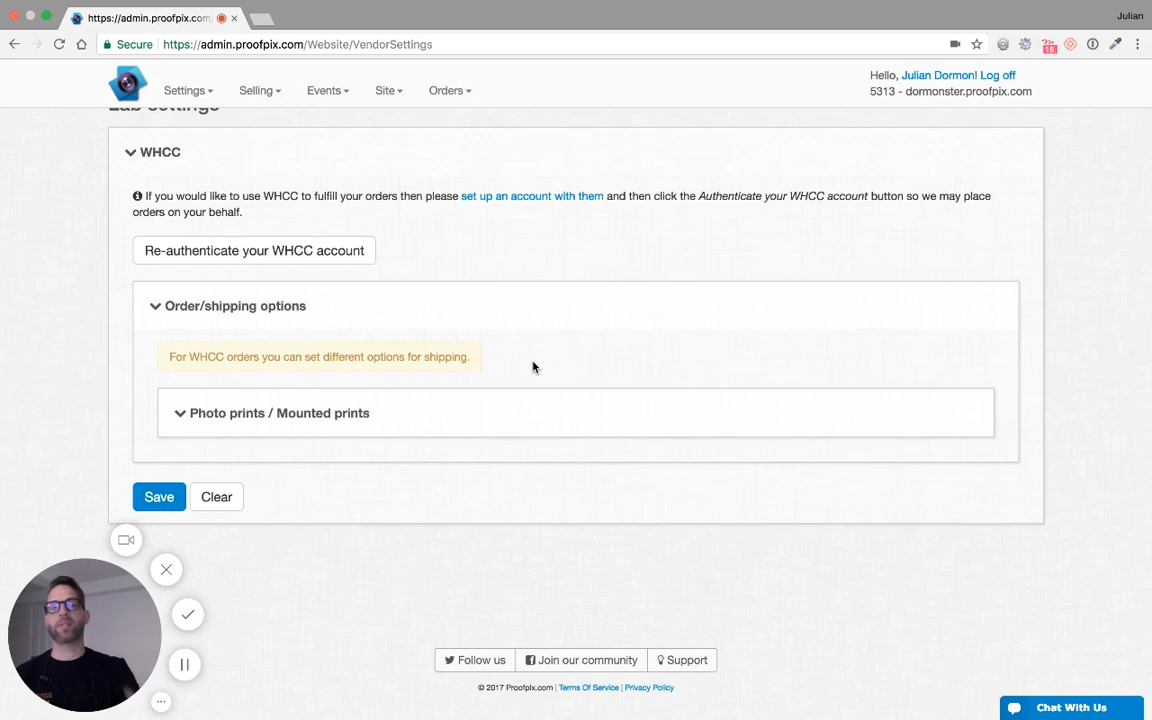 https://admin.proofpix.com
Julian
Secure
https://admin.proofpix.com/Website/VendorSettings
15
Settings
Selling
Events
Site
Orders
Hello, Julian Dormon! Log off
5313 - dormonster.proofpix.com
Lab settings
WHCC
If you would like to use WHCC to fulfill your orders then please set up an account with them and then click the Authenticate your WHCC account button so we may place
orders on your behalf.
Re-authenticate your WHCC account
Order/shipping options
For WHCC orders you can set different options for shipping.
Photo prints / Mounted prints
Save
Clear
Follow us
Join our community
Support
© 2017 Proofpix.com | Terms Of Service | Privacy Policy
Chat With Us